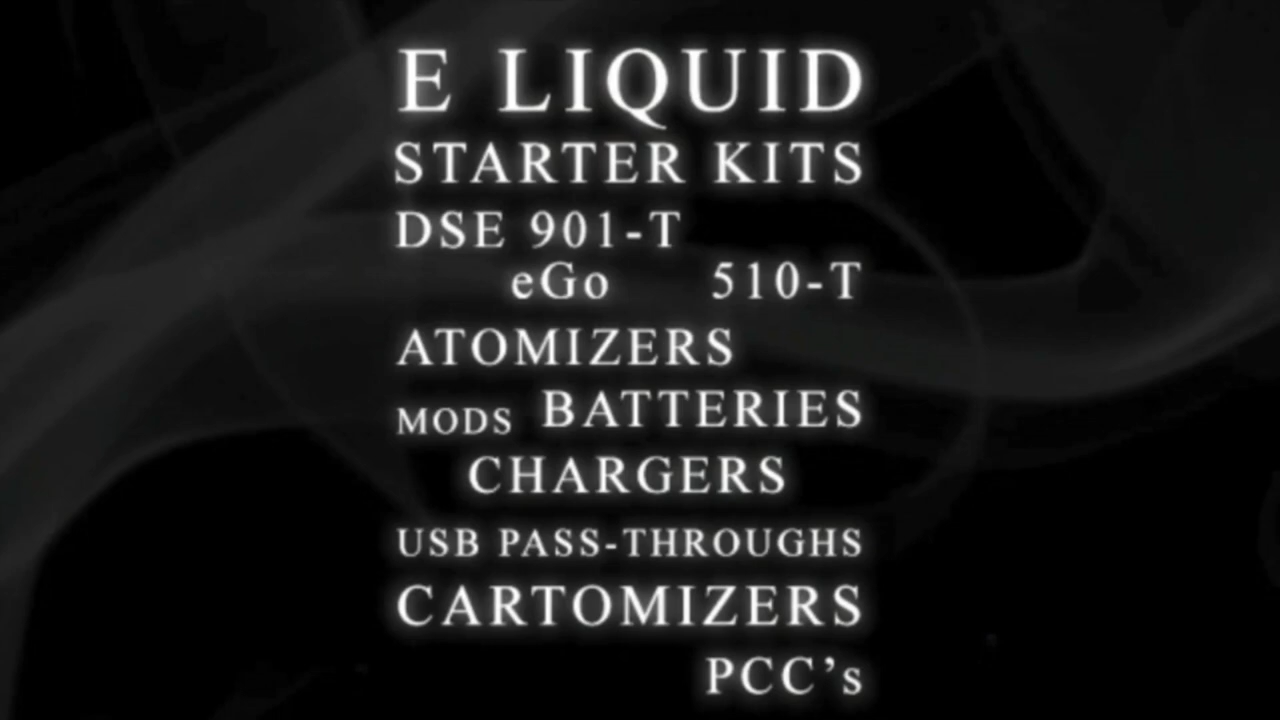 E LIQUID
STARTER KITS
DSE 901-T
eGo 510-T
ATOMIZERS
MODS BATTERIES
CHARGERS
USB PASS-THROUGHS
CARTOMIZERS
PCC's